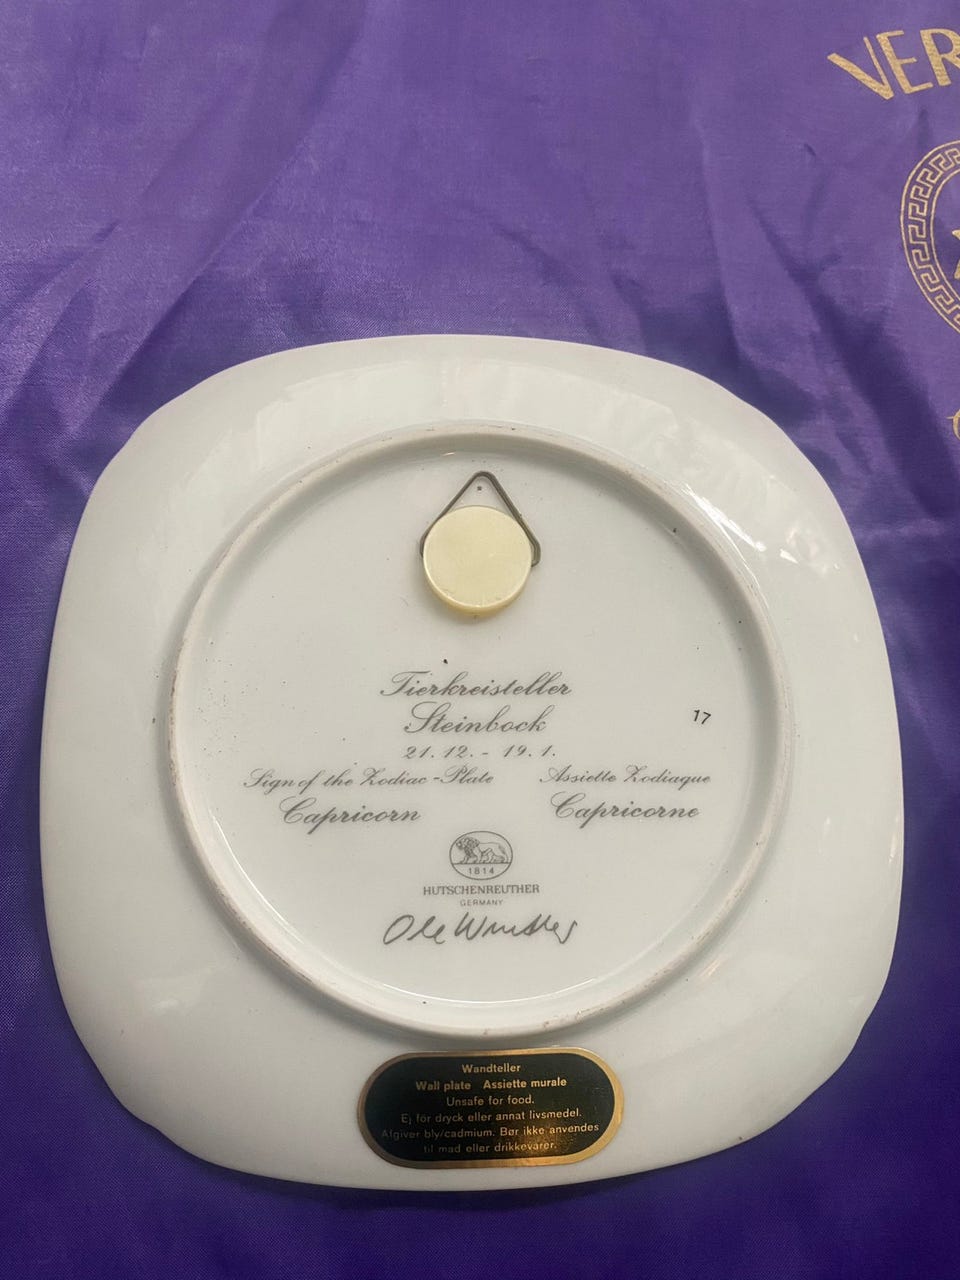 VER
Tierkreisteller
Steinbock
17
21. 12. - 19. 1.
Sign of the Zodiac-Plate Assiette Zodiaque
Capricorn Capricorne
1814
HUTSCHENREUTHER
GERMANY
Ole Winther
Wandteller
Wall plate Assiette murale
Unsafe for food.
Ej för dryck eller annat livsmedel.
Afgiver bly/cadmium. Bør ikke anvendes
til mad eller drikkevarer.